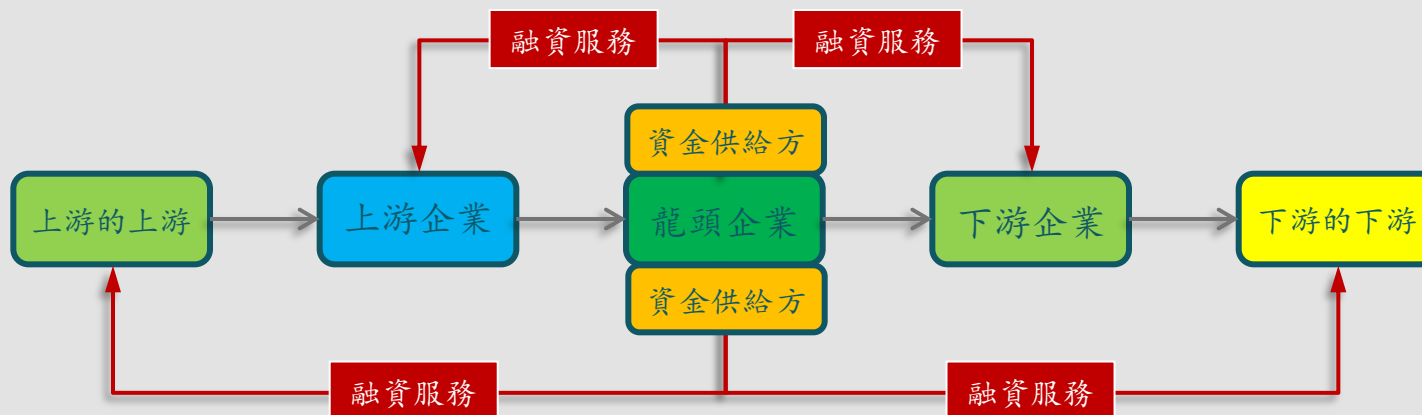 融資服務
融資服務
資金供給方
上游的上游
上游企業
龍頭企業
下游企業
下游的下游
資金供給方
融資服務
融資服務